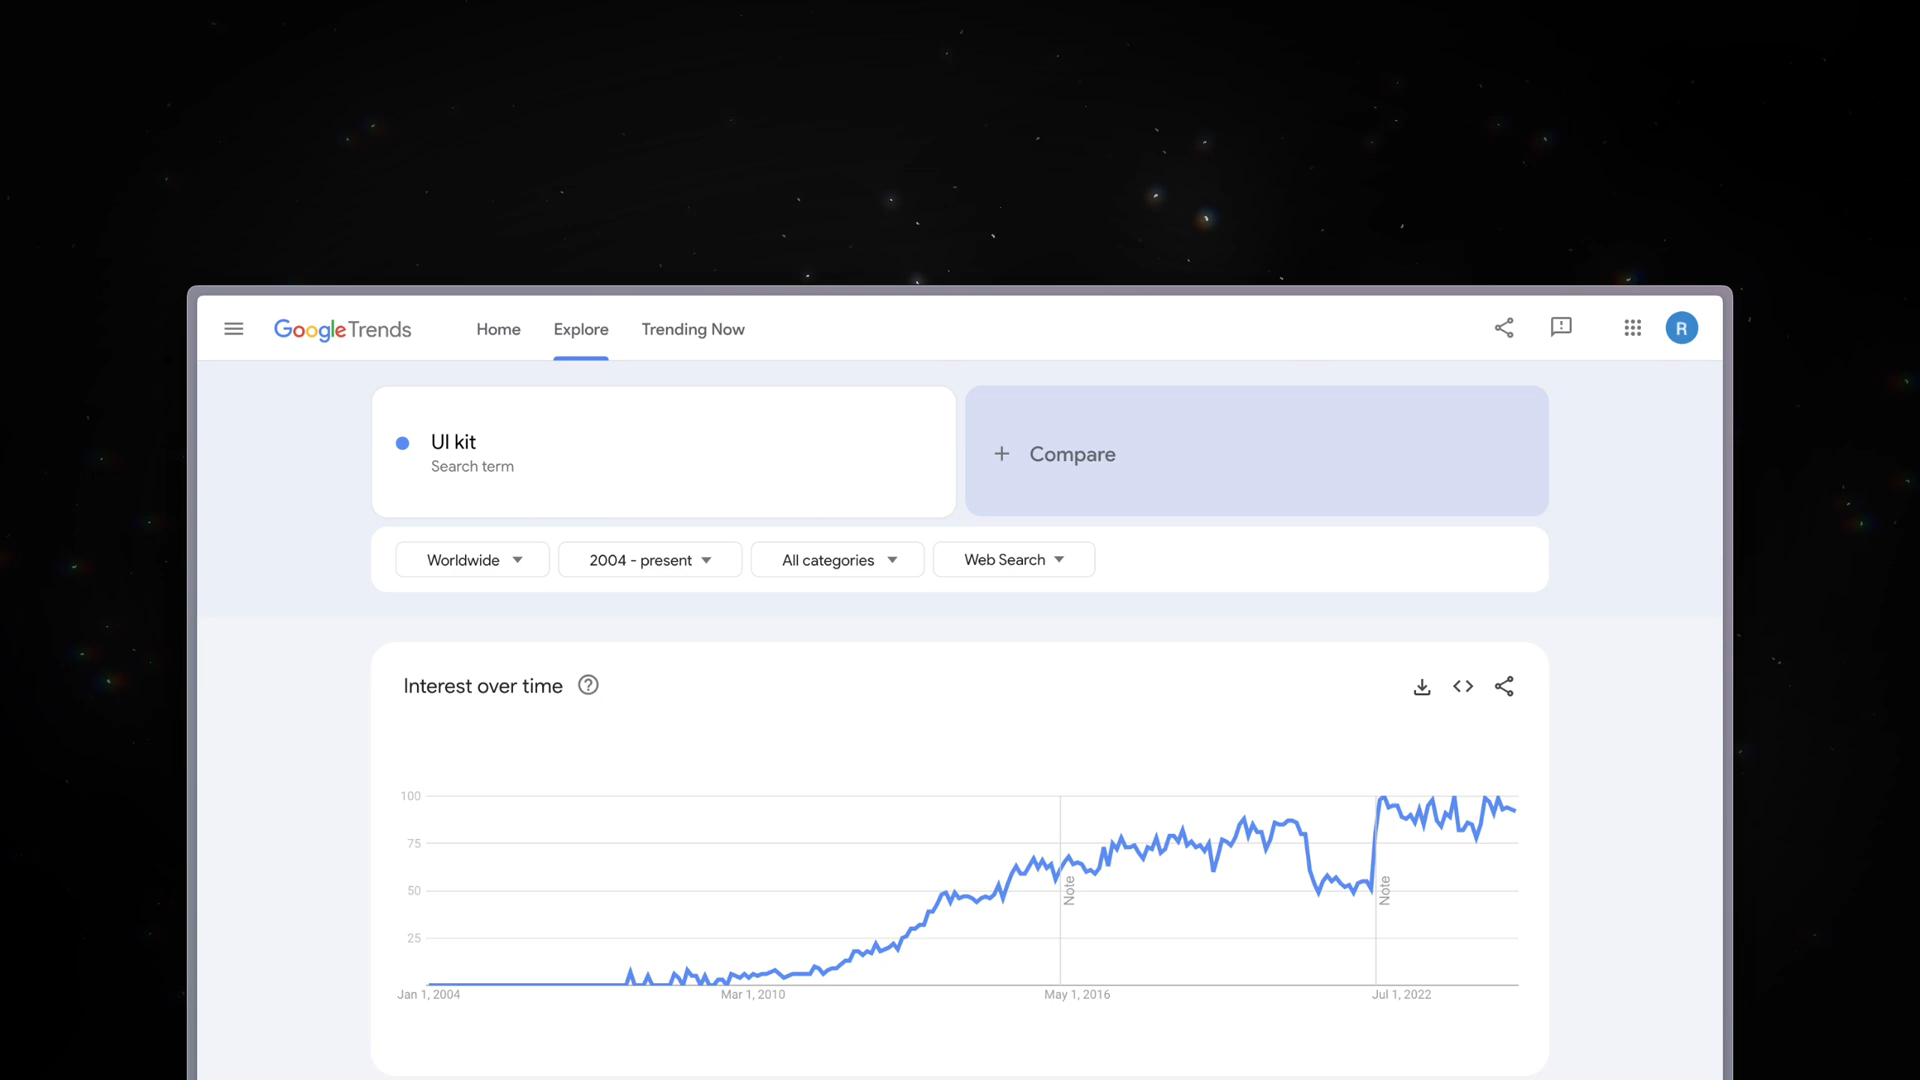 Google Trends
Home
Explore
Trending Now
R
UI kit
Search term
+ Compare
Worldwide
2004 - present
All categories
Web Search
Interest over time
100
75
50
25
Note
Note
Jan 1, 2004
Mar 1, 2010
May 1, 2016
Jul 1, 2022